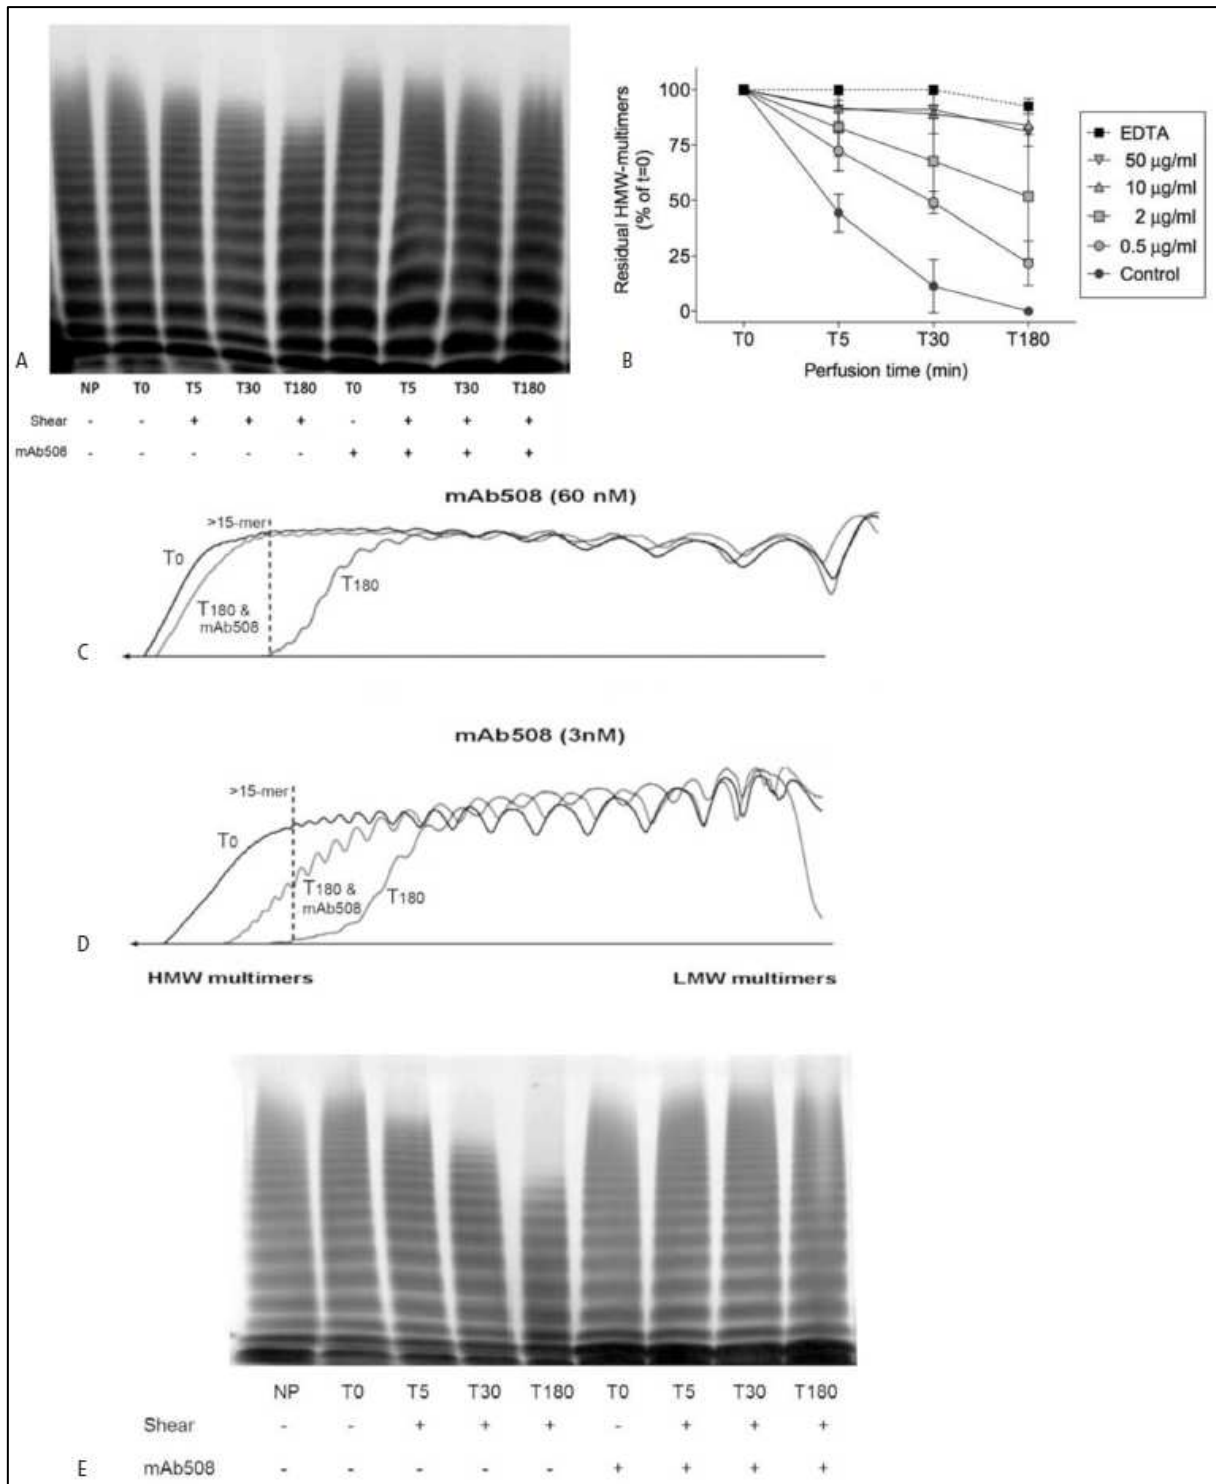 A
NP T0 T5 T30 T180 T0 T5 T30 T180
Shear - - + + + - + + +
mAb508 - - - - - + + + +
B
Residual HMW-multimers
(% of t=0)
100
75
50
25
0
T0 T5 T30 T180
Perfusion time (min)
EDTA
50 µg/ml
10 µg/ml
2 µg/ml
0.5 µg/ml
Control
mAb508 (60 nM)
>15-mer
T0
T180 &
mAb508
T180
C
mAb508 (3nM)
>15-mer
T0
T180 &
mAb508
T180
D
HMW multimers LMW multimers
NP T0 T5 T30 T180 T0 T5 T30 T180
Shear - - + + + - + + +
E mAb508 - - - - - + + + +